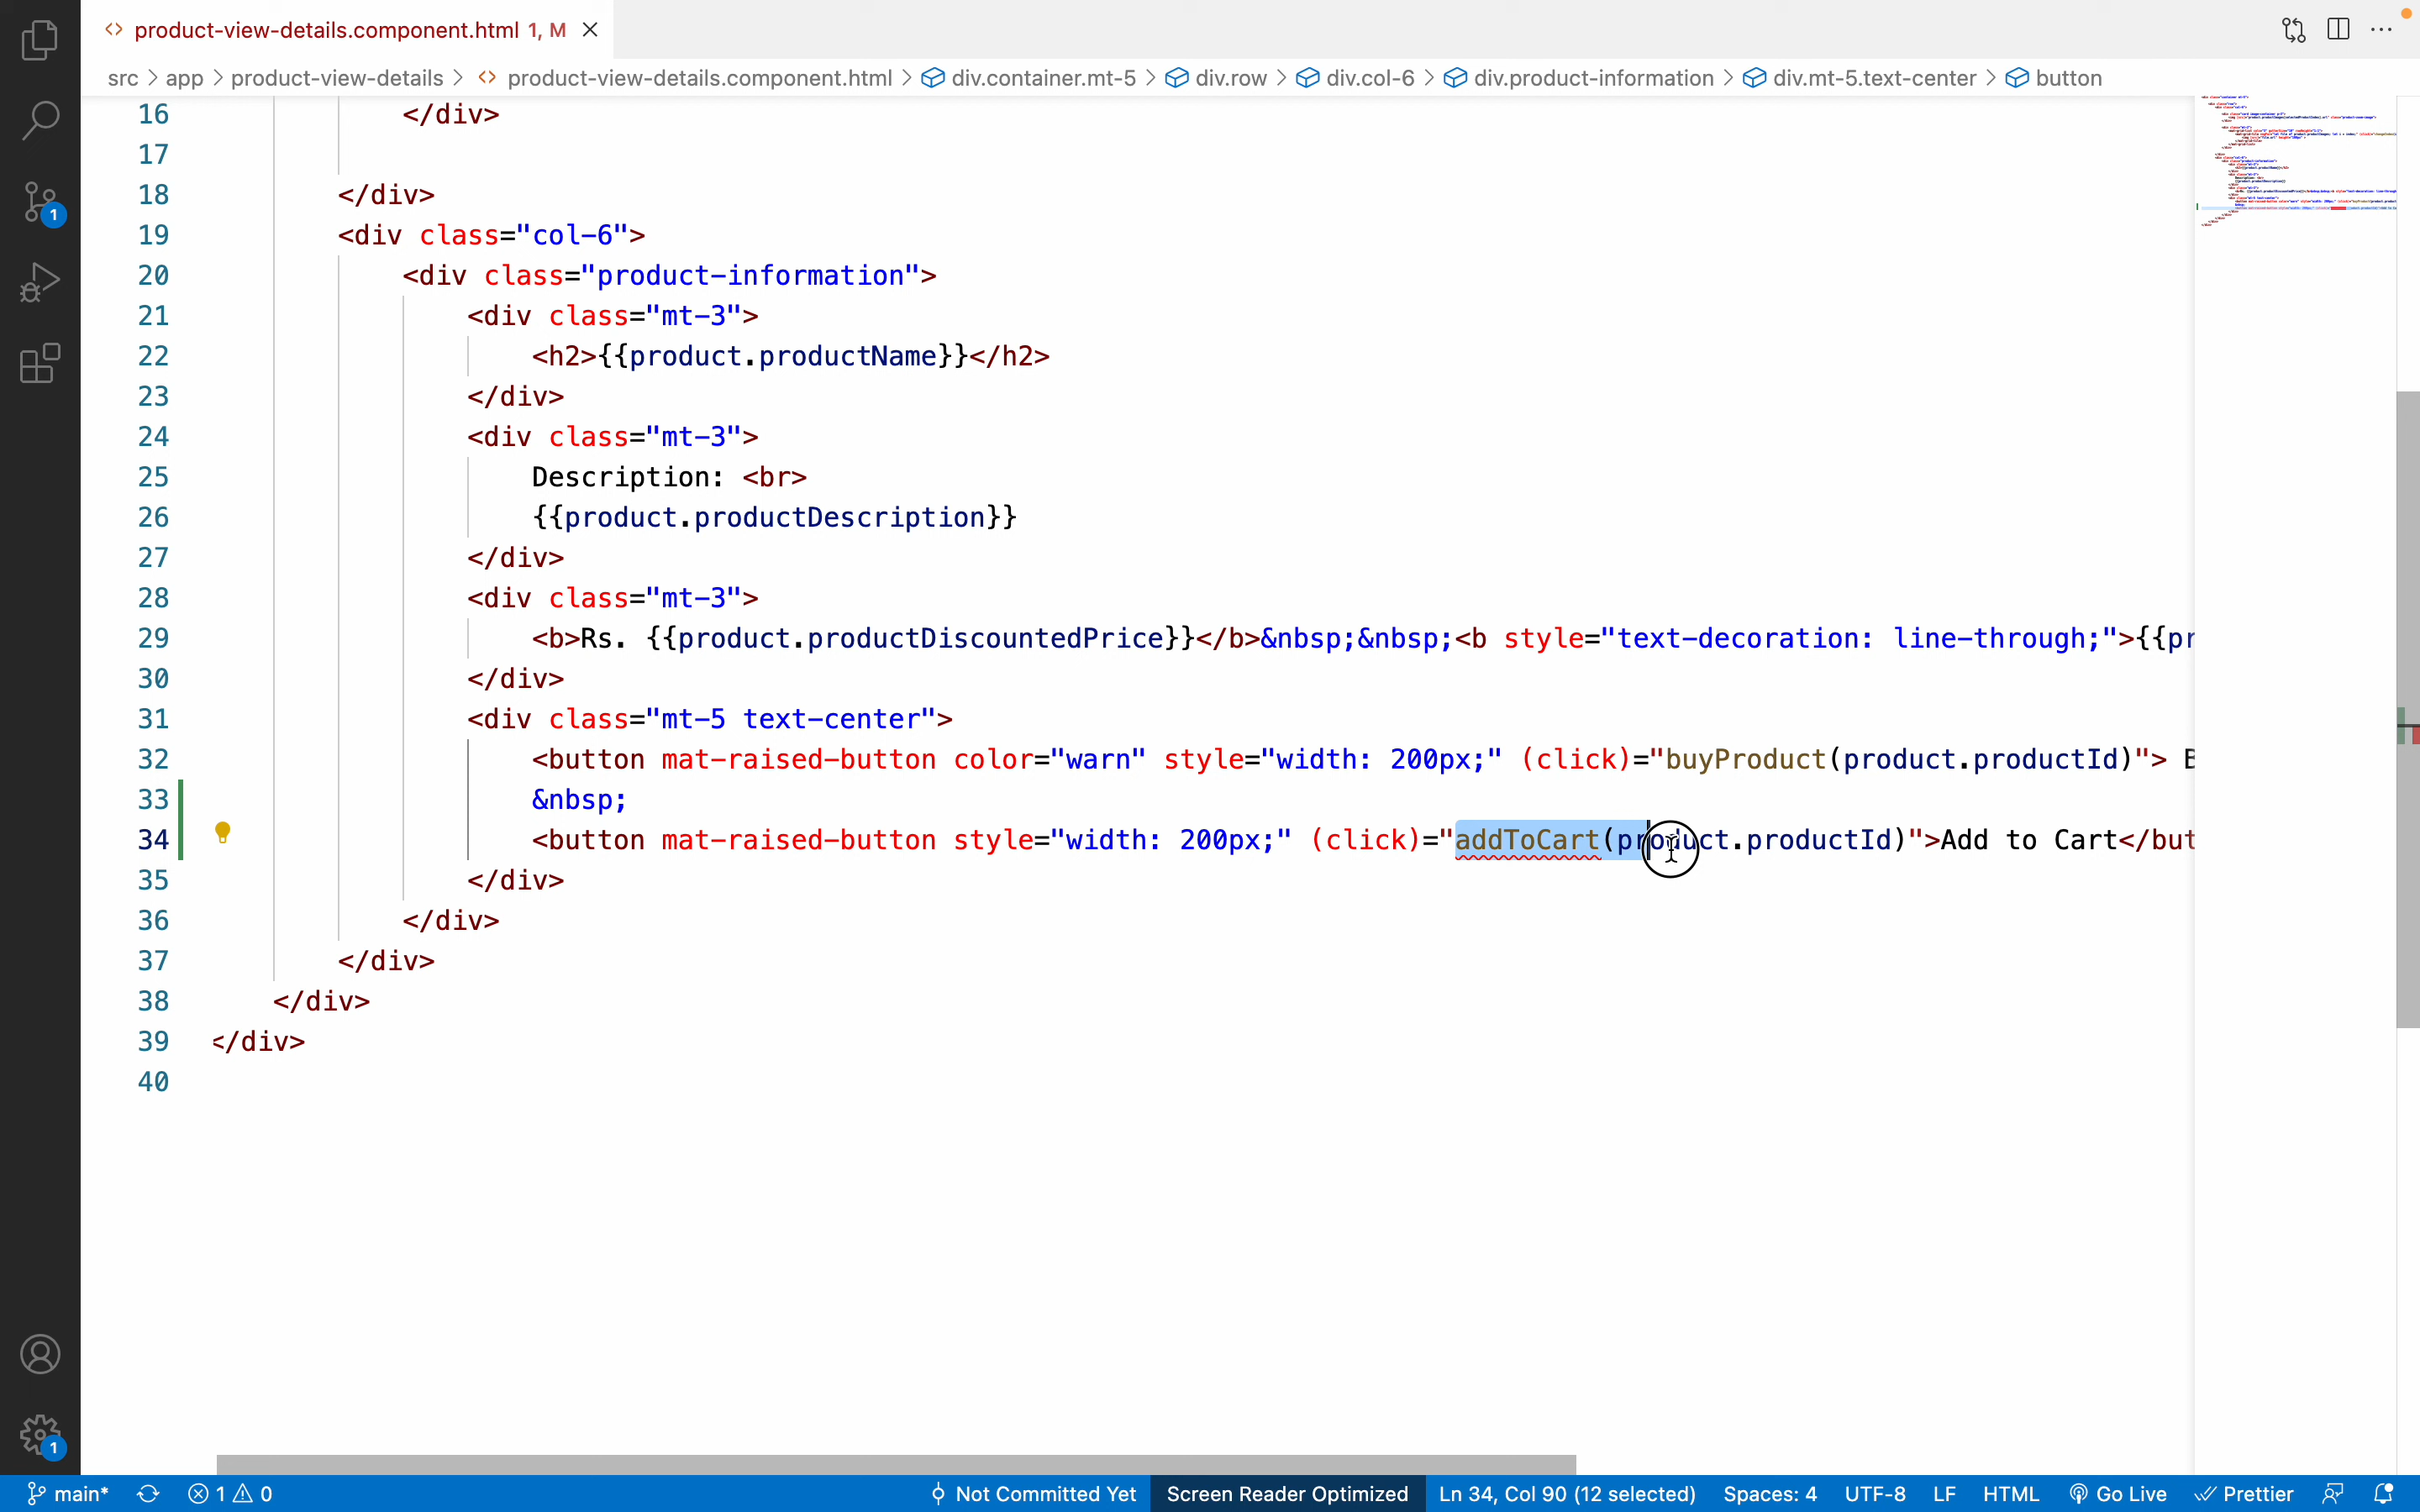 product-view-details.component.html 1, M
src > app > product-view-details > product-view-details.component.html > div.container.mt-5 > div.row > div.col-6 > div.product-information > div.mt-5.text-center > button
16 </div>
17
18 </div>
19 <div class="col-6">
20 <div class="product-information">
21 <div class="mt-3">
22 <h2>{{product.productName}}</h2>
23 </div>
24 <div class="mt-3">
25 Description: <br>
26 {{product.productDescription}}
27 </div>
28 <div class="mt-3">
29 <b>Rs. {{product.productDiscountedPrice}}</b>&nbsp;&nbsp;<b style="text-decoration: line-through;">{{pr
30 </div>
31 <div class="mt-5 text-center">
32 <button mat-raised-button color="warn" style="width: 200px;" (click)="buyProduct(product.productId)"> B
33 &nbsp;
34 <button mat-raised-button style="width: 200px;" (click)="addToCart(product.productId)">Add to Cart</but
35 </div>
36 </div>
37 </div>
38 </div>
39 </div>
40
1
1
main* 1 0 Not Committed Yet Screen Reader Optimized Ln 34, Col 90 (12 selected) Spaces: 4 UTF-8 LF HTML Go Live Prettier